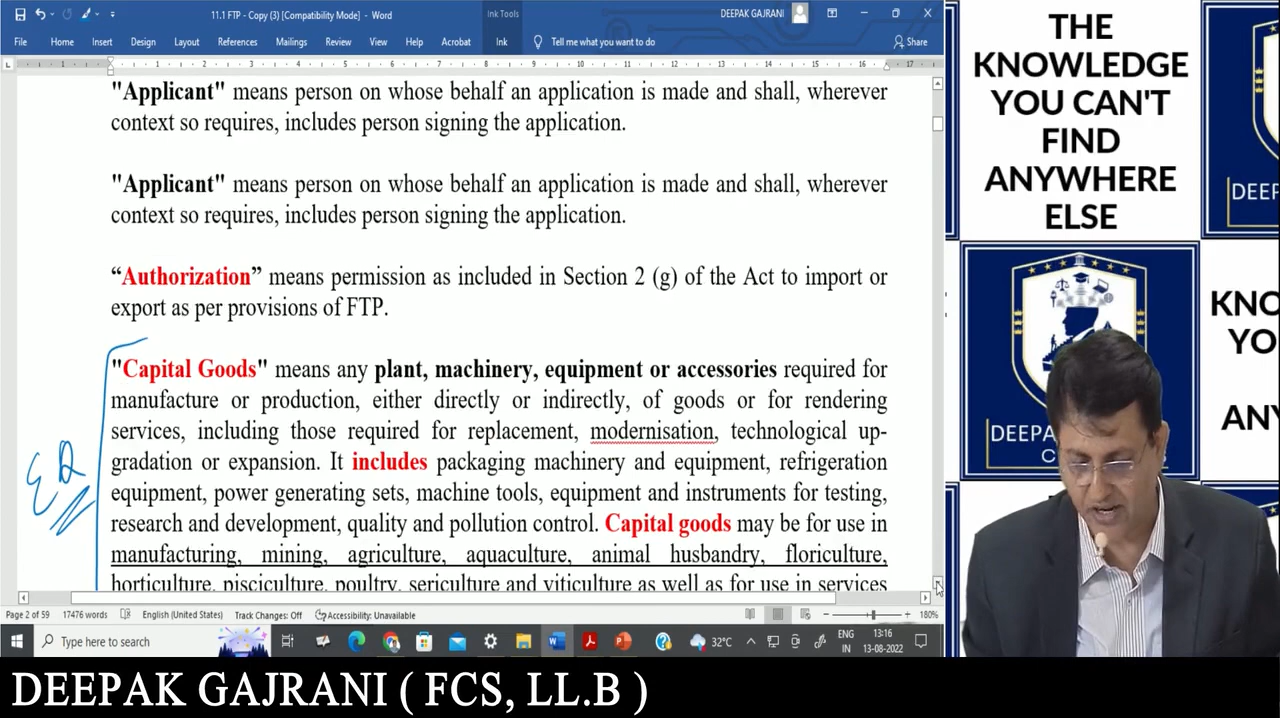 11.1 FTP - Copy (3) [Compatibility Mode] - Word
Ink Tools
DEEPAK GAJRANI
File Home Insert Design Layout References Mailings Review View Help Acrobat Ink Tell me what you want to do Share
"Applicant" means person on whose behalf an application is made and shall, wherever
context so requires, includes person signing the application.
"Applicant" means person on whose behalf an application is made and shall, wherever
context so requires, includes person signing the application.
“Authorization” means permission as included in Section 2 (g) of the Act to import or
export as per provisions of FTP.
"Capital Goods" means any plant, machinery, equipment or accessories required for
manufacture or production, either directly or indirectly, of goods or for rendering
services, including those required for replacement, modernisation, technological up-
gradation or expansion. It includes packaging machinery and equipment, refrigeration
equipment, power generating sets, machine tools, equipment and instruments for testing,
research and development, quality and pollution control. Capital goods may be for use in
manufacturing, mining, agriculture, aquaculture, animal husbandry, floriculture,
horticulture, pisciculture, poultry, sericulture and viticulture as well as for use in services
Page 2 of 59 17476 words English (United States) Track Changes: Off Accessibility: Unavailable 180%
Type here to search
32°C
ENG
IN
13:16
13-08-2022
THE
KNOWLEDGE
YOU CAN'T
FIND
ANYWHERE
ELSE
DEEP
KNO
YO
ANY
DEEPA
C
DEEPAK GAJRANI ( FCS, LL.B )